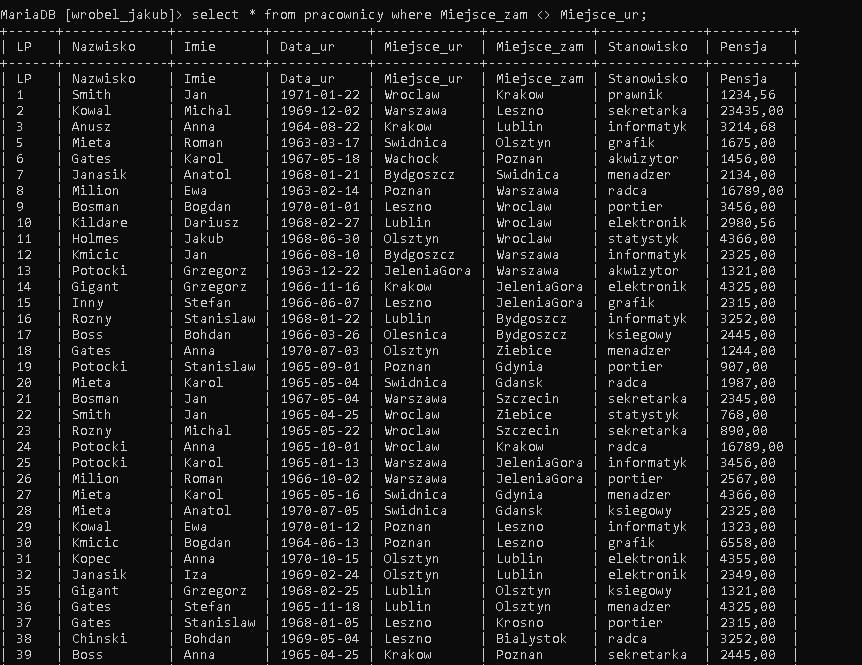 MariaDB [wrobel_jakub]> select * from pracownicy where Miejsce_zam <> Miejsce_ur;
+------+-----------+-----------+------------+-------------+-------------+-------------+----------+
| LP | Nazwisko | Imie | Data_ur | Miejsce_ur | Miejsce_zam | Stanowisko | Pensja |
+------+-----------+-----------+------------+-------------+-------------+-------------+----------+
| LP | Nazwisko | Imie | Data_ur | Miejsce_ur | Miejsce_zam | Stanowisko | Pensja |
| 1 | Smith | Jan | 1971-01-22 | Wroclaw | Krakow | prawnik | 1234,56 |
| 2 | Kowal | Michal | 1969-12-02 | Warszawa | Leszno | sekretarka | 23435,00 |
| 3 | Anusz | Anna | 1964-08-22 | Krakow | Lublin | informatyk | 3214,68 |
| 5 | Mieta | Roman | 1963-03-17 | Swidnica | Olsztyn | grafik | 1675,00 |
| 6 | Gates | Karol | 1967-05-18 | Wachock | Poznan | akwizytor | 1456,00 |
| 7 | Janasik | Anatol | 1968-01-21 | Bydgoszcz | Swidnica | menadzer | 2134,00 |
| 8 | Milion | Ewa | 1963-02-14 | Poznan | Warszawa | radca | 16789,00 |
| 9 | Bosman | Bogdan | 1970-01-01 | Leszno | Wroclaw | portier | 3456,00 |
| 10 | Kildare | Dariusz | 1968-02-27 | Lublin | Wroclaw | elektronik | 2980,56 |
| 11 | Holmes | Jakub | 1968-06-30 | Olsztyn | Wroclaw | statystyk | 4366,00 |
| 12 | Kmicic | Jan | 1966-08-10 | Bydgoszcz | Warszawa | informatyk | 2325,00 |
| 13 | Potocki | Grzegorz | 1963-12-22 | JeleniaGora | Warszawa | akwizytor | 1321,00 |
| 14 | Gigant | Grzegorz | 1966-11-16 | Krakow | JeleniaGora | elektronik | 4325,00 |
| 15 | Inny | Stefan | 1966-06-07 | Leszno | JeleniaGora | grafik | 2315,00 |
| 16 | Rozny | Stanislaw | 1968-01-22 | Lublin | Bydgoszcz | informatyk | 3252,00 |
| 17 | Boss | Bohdan | 1966-03-26 | Olesnica | Bydgoszcz | ksiegowy | 2445,00 |
| 18 | Gates | Anna | 1970-07-03 | Olsztyn | Ziebice | menadzer | 1244,00 |
| 19 | Potocki | Stanislaw | 1965-09-01 | Poznan | Gdynia | portier | 907,00 |
| 20 | Mieta | Karol | 1965-05-04 | Swidnica | Gdansk | radca | 1987,00 |
| 21 | Bosman | Jan | 1967-05-04 | Warszawa | Szczecin | sekretarka | 2345,00 |
| 22 | Smith | Jan | 1965-04-25 | Wroclaw | Ziebice | statystyk | 768,00 |
| 23 | Rozny | Michal | 1965-05-22 | Wroclaw | Szczecin | sekretarka | 890,00 |
| 24 | Potocki | Anna | 1965-10-01 | Wroclaw | Krakow | radca | 16789,00 |
| 25 | Potocki | Karol | 1965-01-13 | Warszawa | JeleniaGora | informatyk | 3456,00 |
| 26 | Milion | Roman | 1966-10-02 | Warszawa | JeleniaGora | portier | 2567,00 |
| 27 | Mieta | Karol | 1965-05-16 | Swidnica | Gdynia | menadzer | 4366,00 |
| 28 | Mieta | Anatol | 1970-07-05 | Swidnica | Gdansk | ksiegowy | 2325,00 |
| 29 | Kowal | Ewa | 1970-01-12 | Poznan | Leszno | informatyk | 1323,00 |
| 30 | Kmicic | Bogdan | 1964-06-13 | Poznan | Leszno | grafik | 6558,00 |
| 31 | Kopec | Anna | 1970-10-15 | Olsztyn | Lublin | elektronik | 4355,00 |
| 32 | Janasik | Iza | 1969-02-24 | Olsztyn | Lublin | elektronik | 2349,00 |
| 35 | Gigant | Grzegorz | 1968-02-25 | Lublin | Olsztyn | ksiegowy | 1321,00 |
| 36 | Gates | Stefan | 1965-11-18 | Lublin | Olsztyn | menadzer | 4325,00 |
| 37 | Gates | Stanislaw | 1968-01-05 | Leszno | Krosno | portier | 2315,00 |
| 38 | Chinski | Bohdan | 1969-05-04 | Leszno | Bialystok | radca | 3252,00 |
| 39 | Boss | Anna | 1965-04-25 | Krakow | Poznan | sekretarka | 2445,00 |